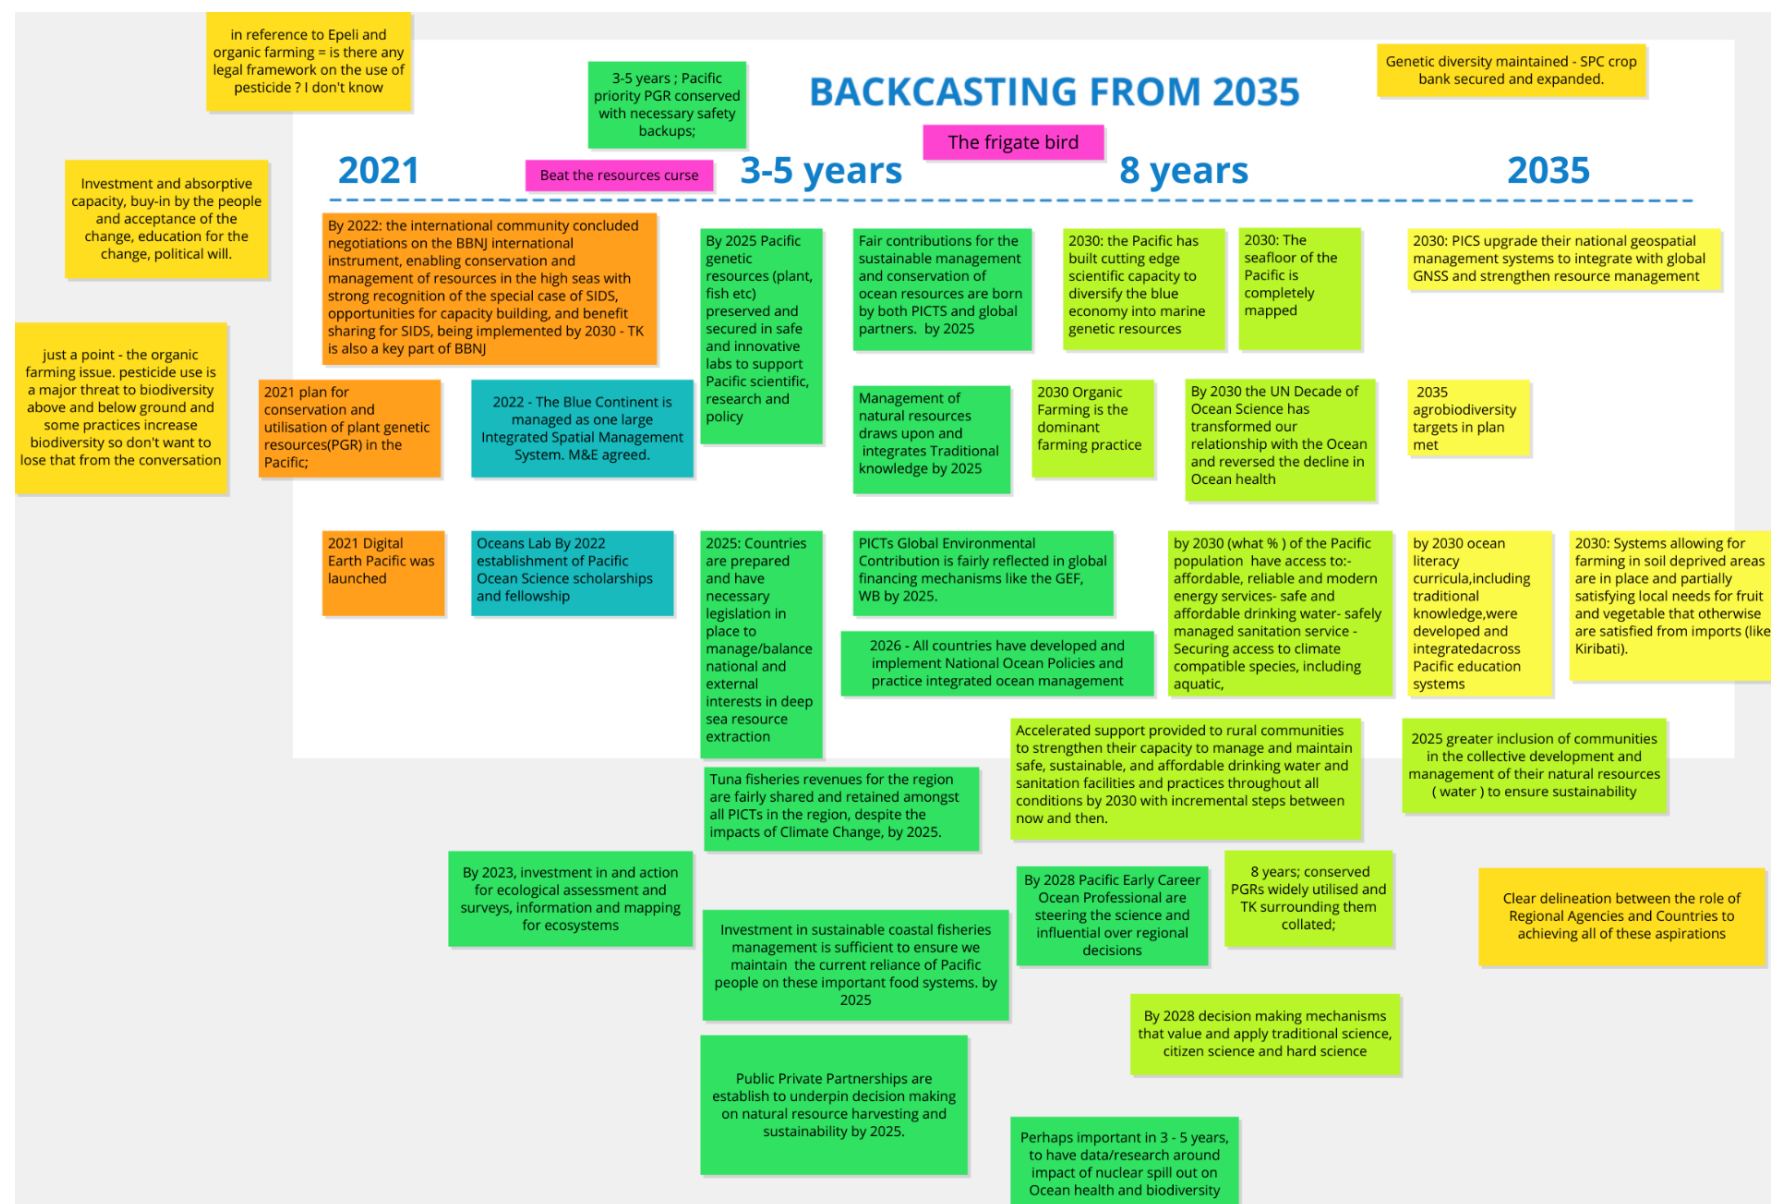 in reference to Epeli and
organic farming = is there any
legal framework on the use of
pesticide ? I don't know
3-5 years ; Pacific
priority PGR conserved
with necessary safety
backups;
BACKCASTING FROM 2035
Genetic diversity maintained - SPC crop
bank secured and expanded.
The frigate bird
Investment and absorptive
capacity, buy-in by the people
and acceptance of the
change, education for the
change, political will.
2021
Beat the resources curse
3-5 years
8 years
2035
By 2022: the international community concluded
negotiations on the BBNJ international
instrument, enabling conservation and
management of resources in the high seas with
strong recognition of the special case of SIDS,
opportunities for capacity building, and benefit
sharing for SIDS, being implemented by 2030 - TK
is also a key part of BBNJ
By 2025 Pacific
genetic
resources (plant,
fish etc)
preserved and
secured in safe
and innovative
labs to support
Pacific scientific,
research and
policy
Fair contributions for the
sustainable management
and conservation of
ocean resources are born
by both PICTS and global
partners. by 2025
2030: the Pacific has
built cutting edge
scientific capacity to
diversify the blue
economy into marine
genetic resources
2030: The
seafloor of the
Pacific is
completely
mapped
2030: PICS upgrade their national geospatial
management systems to integrate with global
GNSS and strengthen resource management
just a point - the organic
farming issue. pesticide use is
a major threat to biodiversity
above and below ground and
some practices increase
biodiversity so don't want to
lose that from the conversation
2021 plan for
conservation and
utilisation of plant genetic
resources(PGR) in the
Pacific;
2022 - The Blue Continent is
managed as one large
Integrated Spatial Management
System. M&E agreed.
Management of
natural resources
draws upon and
integrates Traditional
knowledge by 2025
2030 Organic
Farming is the
dominant
farming practice
By 2030 the UN Decade of
Ocean Science has
transformed our
relationship with the Ocean
and reversed the decline in
Ocean health
2035
agrobiodiversity
targets in plan
met
2021 Digital
Earth Pacific was
launched
Oceans Lab By 2022
establishment of Pacific
Ocean Science scholarships
and fellowship
2025: Countries
are prepared
and have
necessary
legislation in
place to
manage/balance
national and
external
interests in deep
sea resource
extraction
PICTs Global Environmental
Contribution is fairly reflected in global
financing mechanisms like the GEF,
WB by 2025.
2026 - All countries have developed and
implement National Ocean Policies and
practice integrated ocean management
by 2030 (what % ) of the Pacific
population have access to:-
affordable, reliable and modern
energy services- safe and
affordable drinking water- safely
managed sanitation service -
Securing access to climate
compatible species, including
aquatic,
by 2030 ocean
literacy
curricula,including
traditional
knowledge,were
developed and
integratedacross
Pacific education
systems
2030: Systems allowing for
farming in soil deprived areas
are in place and partially
satisfying local needs for fruit
and vegetable that otherwise
are satisfied from imports (like
Kiribati).
Accelerated support provided to rural communities
to strengthen their capacity to manage and maintain
safe, sustainable, and affordable drinking water and
sanitation facilities and practices throughout all
conditions by 2030 with incremental steps between
now and then.
2025 greater inclusion of communities
in the collective development and
management of their natural resources
( water ) to ensure sustainability
Tuna fisheries revenues for the region
are fairly shared and retained amongst
all PICTs in the region, despite the
impacts of Climate Change, by 2025.
By 2023, investment in and action
for ecological assessment and
surveys, information and mapping
for ecosystems
By 2028 Pacific Early Career
Ocean Professional are
steering the science and
influential over regional
decisions
8 years; conserved
PGRs widely utilised and
TK surrounding them
collated;
Clear delineation between the role of
Regional Agencies and Countries to
achieving all of these aspirations
Investment in sustainable coastal fisheries
management is sufficient to ensure we
maintain the current reliance of Pacific
people on these important food systems. by
2025
By 2028 decision making mechanisms
that value and apply traditional science,
citizen science and hard science
Public Private Partnerships are
establish to underpin decision making
on natural resource harvesting and
sustainability by 2025.
Perhaps important in 3 - 5 years,
to have data/research around
impact of nuclear spill out on
Ocean health and biodiversity